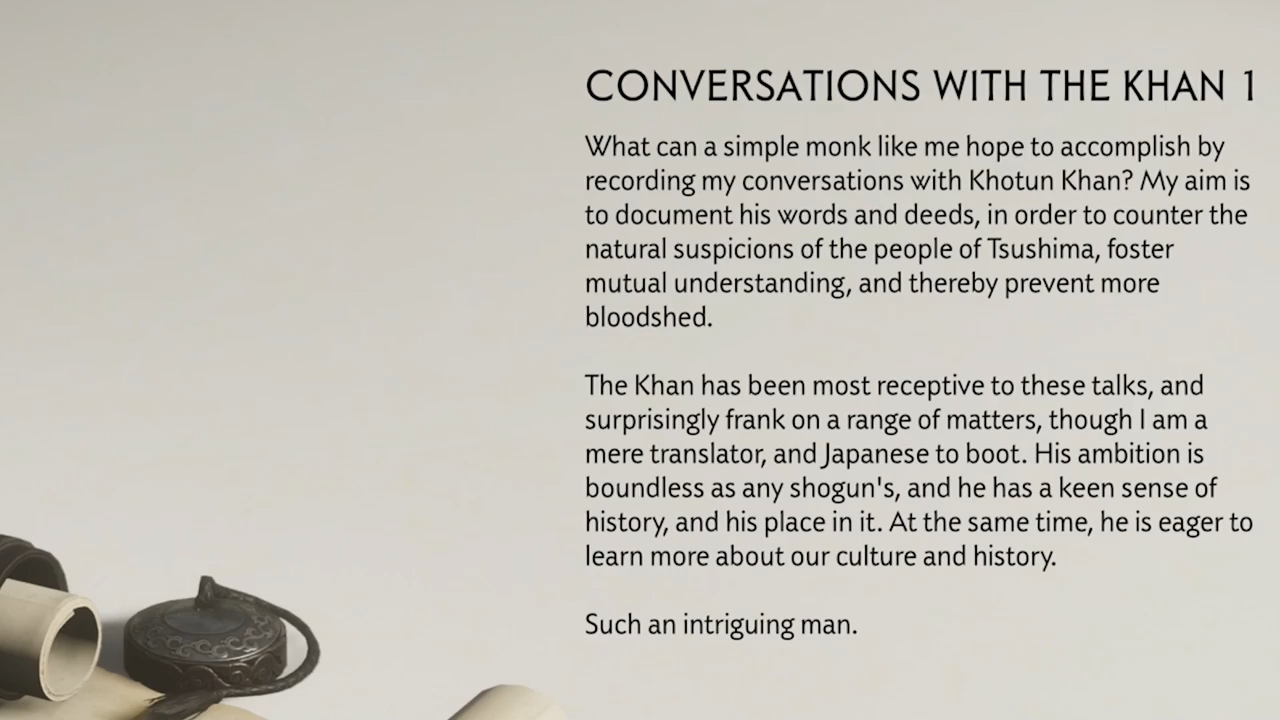 CONVERSATIONS WITH THE KHAN 1
What can a simple monk like me hope to accomplish by
recording my conversations with Khotun Khan? My aim is
to document his words and deeds, in order to counter the
natural suspicions of the people of Tsushima, foster
mutual understanding, and thereby prevent more
bloodshed.
The Khan has been most receptive to these talks, and
surprisingly frank on a range of matters, though I am a
mere translator, and Japanese to boot. His ambition is
boundless as any shogun's, and he has a keen sense of
history, and his place in it. At the same time, he is eager to
learn more about our culture and history.
Such an intriguing man.